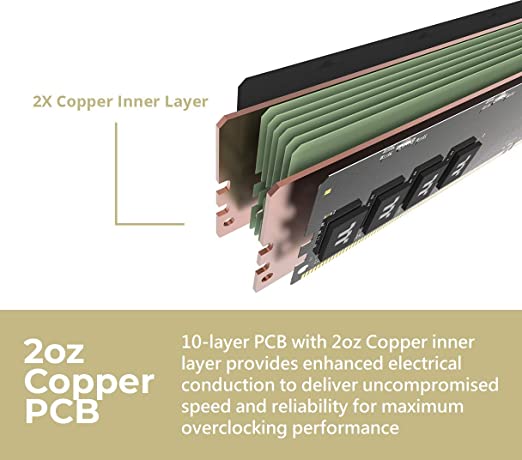 2X Copper Inner Layer
2oz
Copper
PCB
10-layer PCB with 2oz Copper inner
layer provides enhanced electrical
conduction to deliver uncompromised
speed and reliability for maximum
overclocking performance